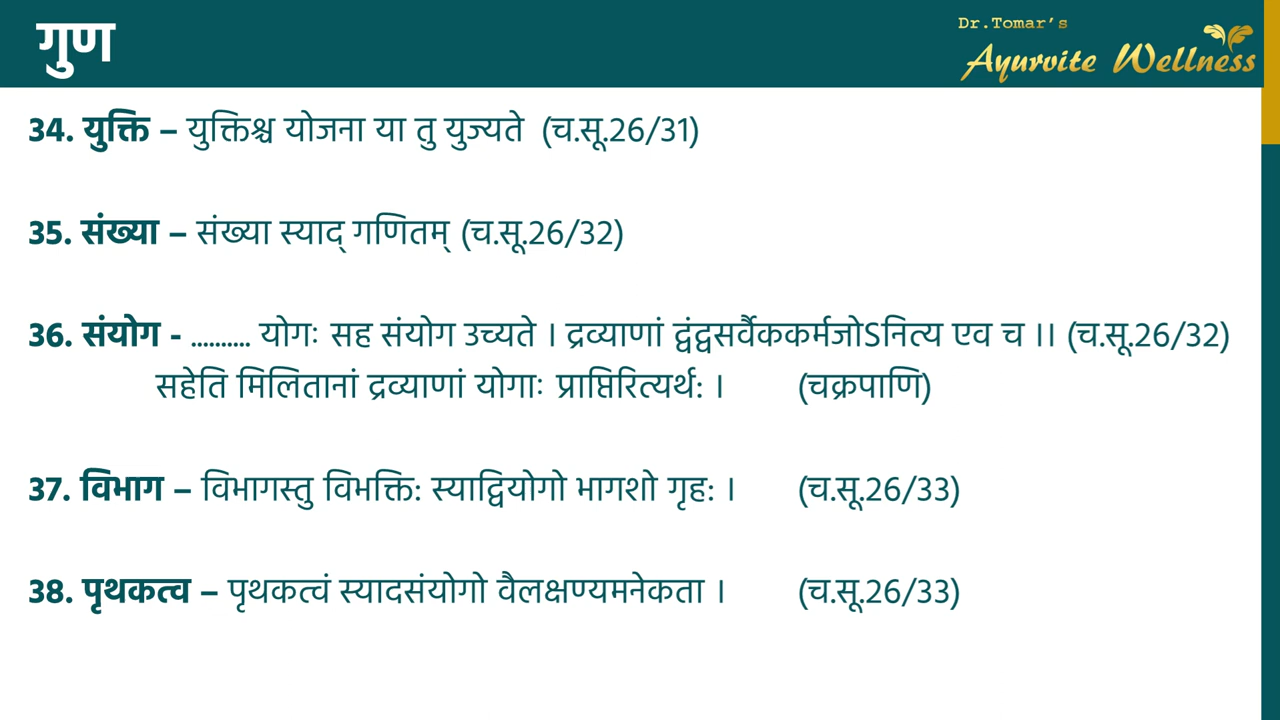 गुण
Dr.Tomar's
Ayurvite Wellness
34. युक्ति – युक्तिश्च योजना या तु युज्यते (च.सू.26/31)
35. संख्या – संख्या स्याद् गणितम् (च.सू.26/32)
36. संयोग - .......... योगः सह संयोग उच्यते । द्रव्याणां द्वंद्वसर्वैककर्मजोऽनित्य एव च ।। (च.सू.26/32)
सहेति मिलितानां द्रव्याणां योगाः प्राप्तिरित्यर्थ: । (चक्रपाणि)
37. विभाग – विभागस्तु विभक्ति: स्याद्वियोगो भागशो गृह: । (च.सू.26/33)
38. पृथकत्व – पृथकत्वं स्यादसंयोगो वैलक्षण्यमनेकता । (च.सू.26/33)